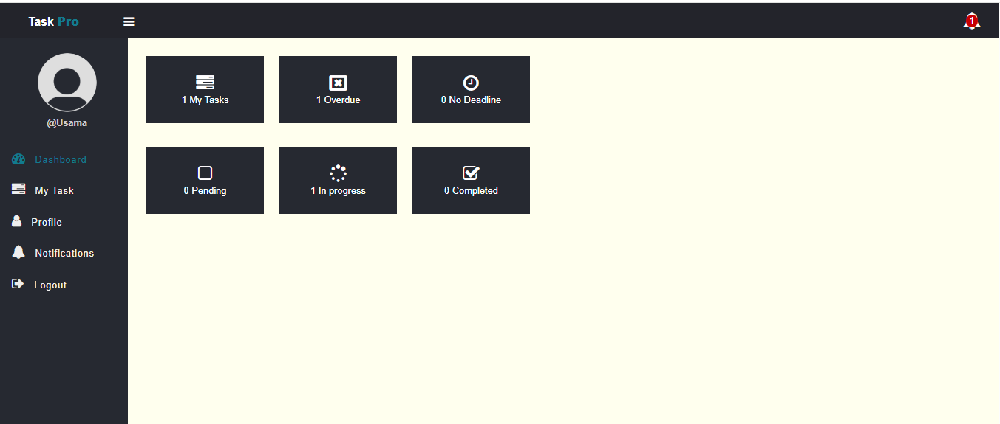 Task Pro
1
@Usama
Dashboard
My Task
Profile
Notifications
Logout
1 My Tasks
1 Overdue
0 No Deadline
0 Pending
1 In progress
0 Completed